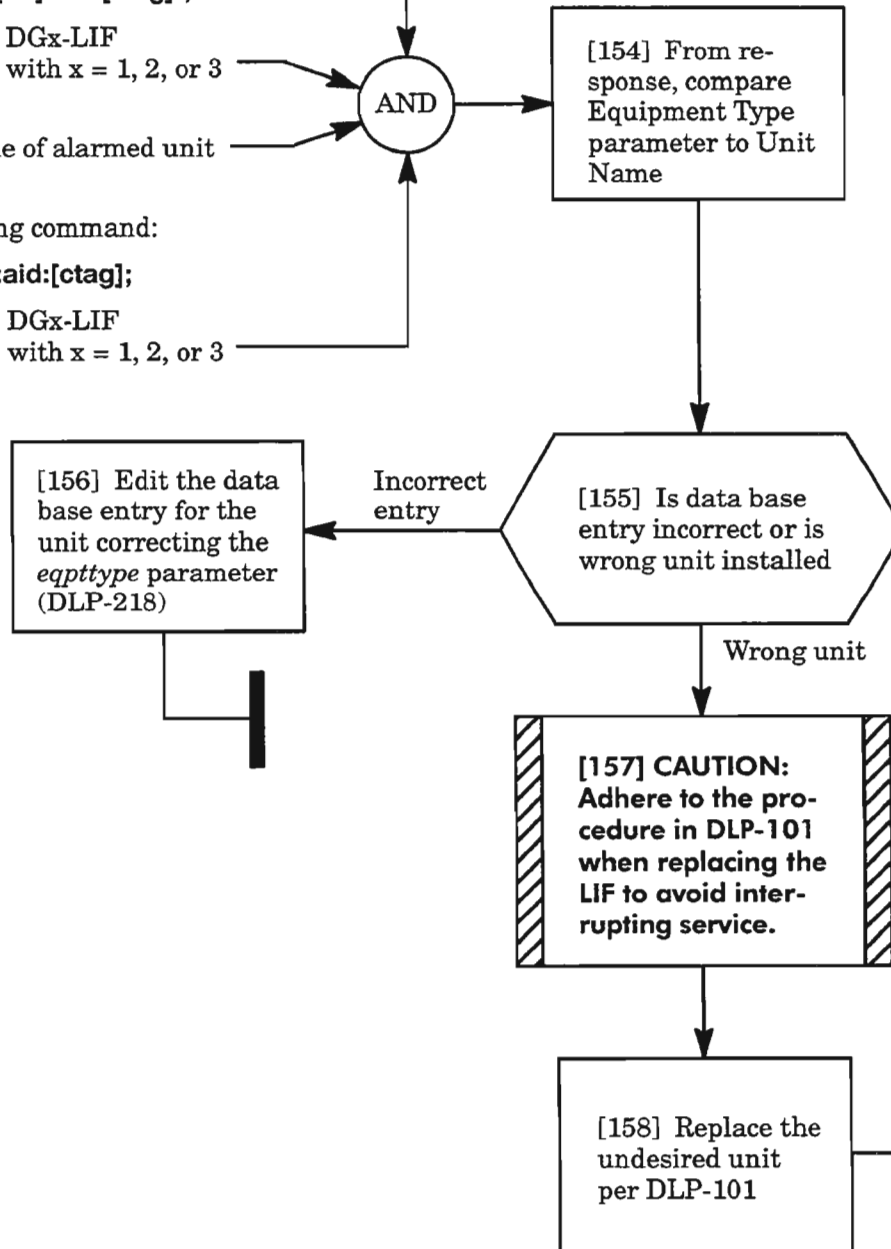 DGx-LIF
with x = 1, 2, or 3
of alarmed unit
command:
:aid:[ctag];
DGx-LIF
with x = 1, 2, or 3
AND
[154] From re-
sponse, compare
Equipment Type
parameter to Unit
Name
[155] Is data base
entry incorrect or is
wrong unit installed
Incorrect
entry
[156] Edit the data
base entry for the
unit correcting the
eqpttype parameter
(DLP-218)
Wrong unit
[157] CAUTION:
Adhere to the pro-
cedure in DLP-101
when replacing the
LIF to avoid inter-
rupting service.
[158] Replace the
undesired unit
per DLP-101